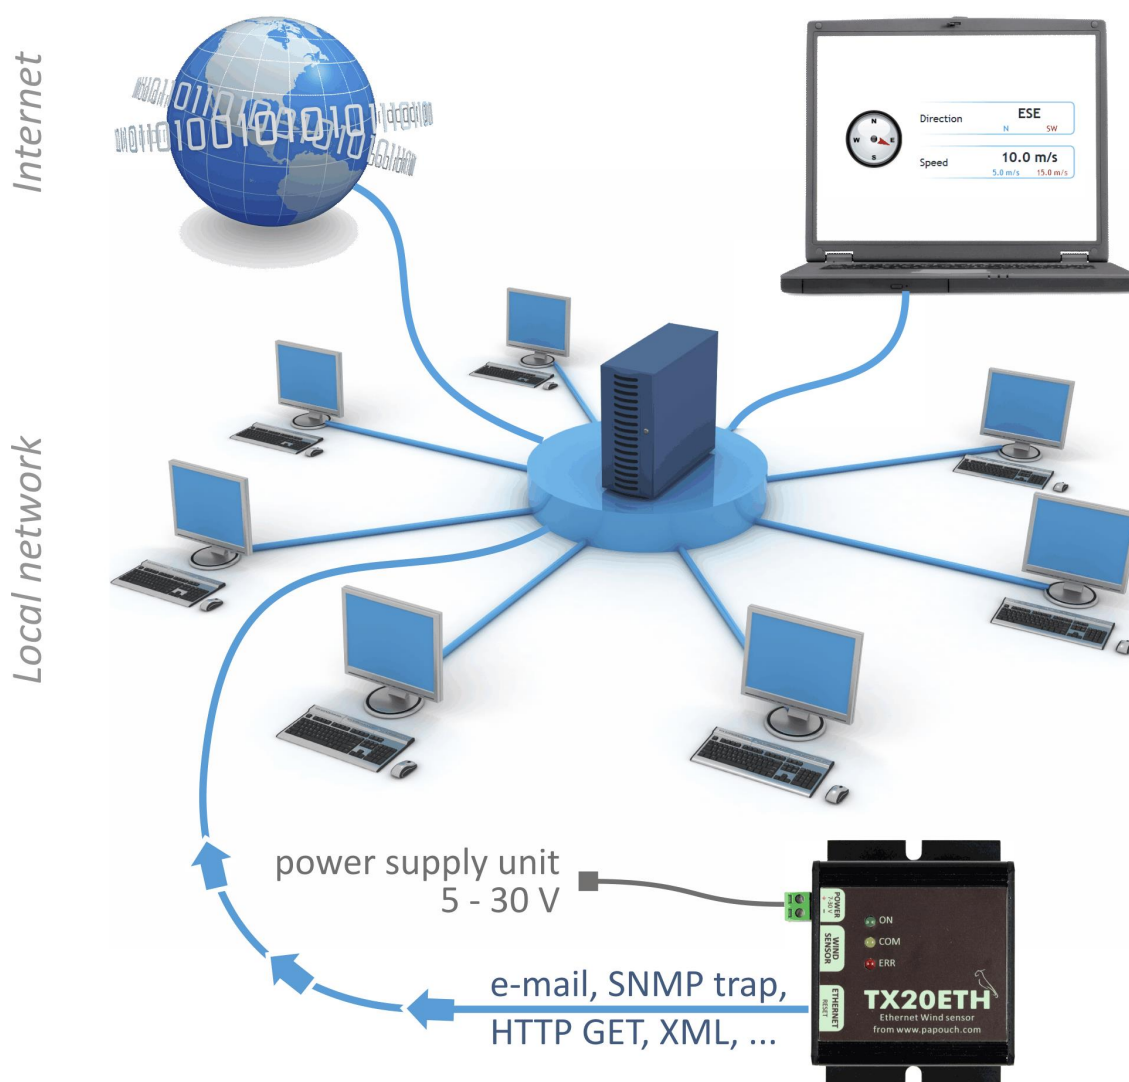 Internet
Local network
N
W
E
S
Direction
ESE
N
SW
Speed
10.0 m/s
5.0 m/s
15.0 m/s
power supply unit
5 - 30 V
e-mail, SNMP trap,
HTTP GET, XML, ...
POWER
7-30 V
+ -
WIND
SENSOR
ETHERNET
RESET
ON
COM
ERR
TX20ETH
Ethernet Wind sensor
from www.papouch.com